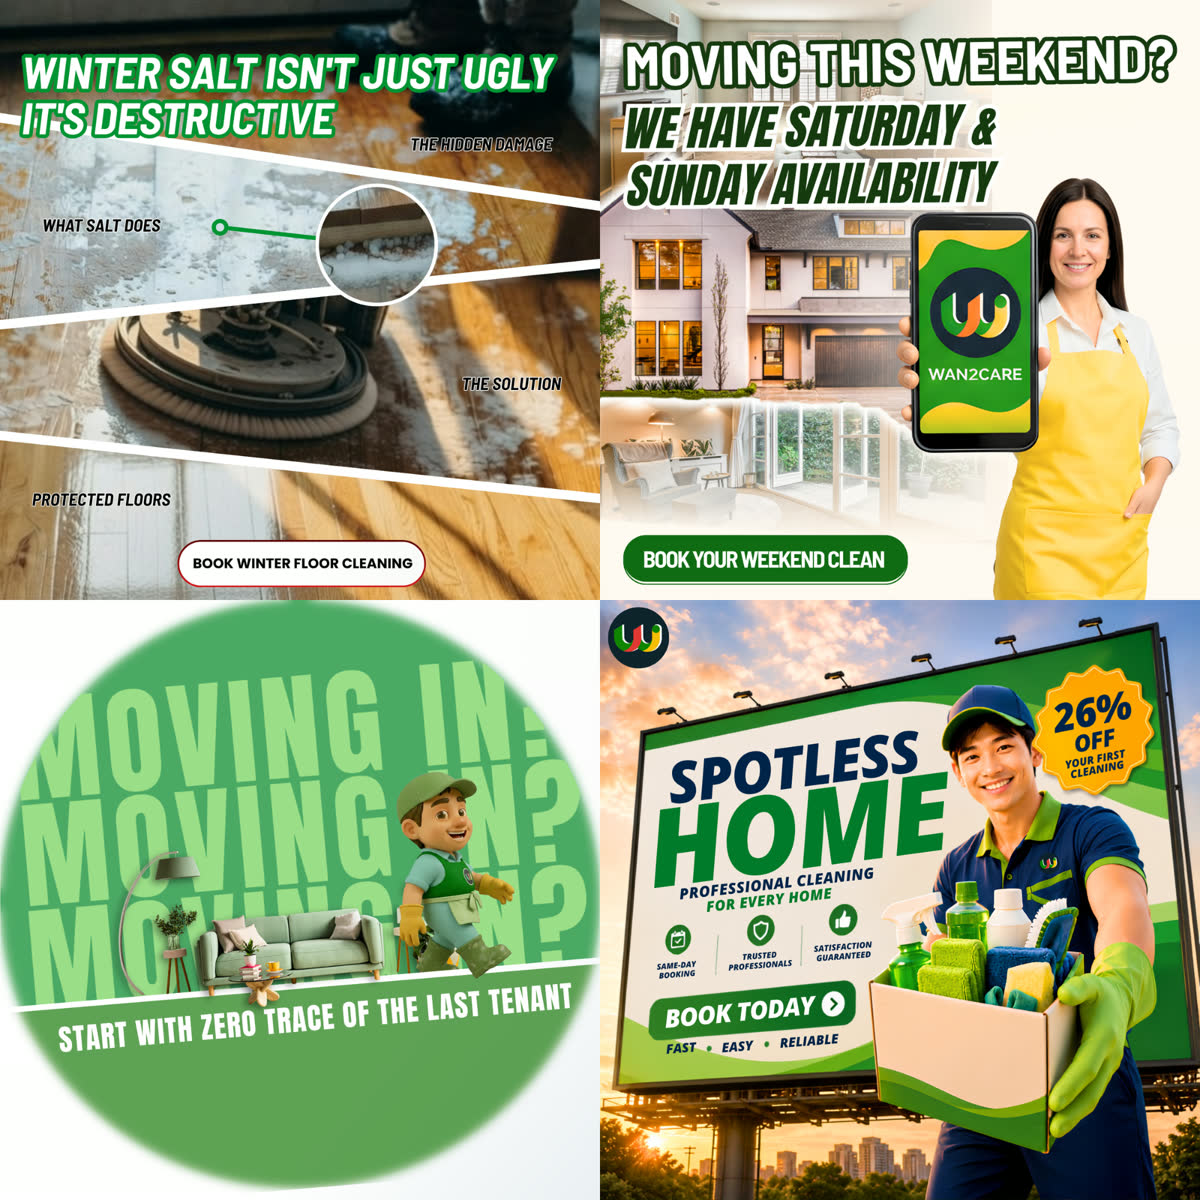 WINTER SALT ISN'T JUST UGLY
IT'S DESTRUCTIVE
THE HIDDEN DAMAGE
WHAT SALT DOES
THE SOLUTION
PROTECTED FLOORS
BOOK WINTER FLOOR CLEANING
MOVING THIS WEEKEND?
WE HAVE SATURDAY &
SUNDAY AVAILABILITY
WAN2CARE
BOOK YOUR WEEKEND CLEAN
MOVING IN?
MOVING IN?
MOVING IN?
START WITH ZERO TRACE OF THE LAST TENANT
26%
OFF
YOUR FIRST
CLEANING
SPOTLESS
HOME
PROFESSIONAL CLEANING
FOR EVERY HOME
SAME-DAY
BOOKING
TRUSTED
PROFESSIONALS
SATISFACTION
GUARANTEED
BOOK TODAY
FAST • EASY • RELIABLE